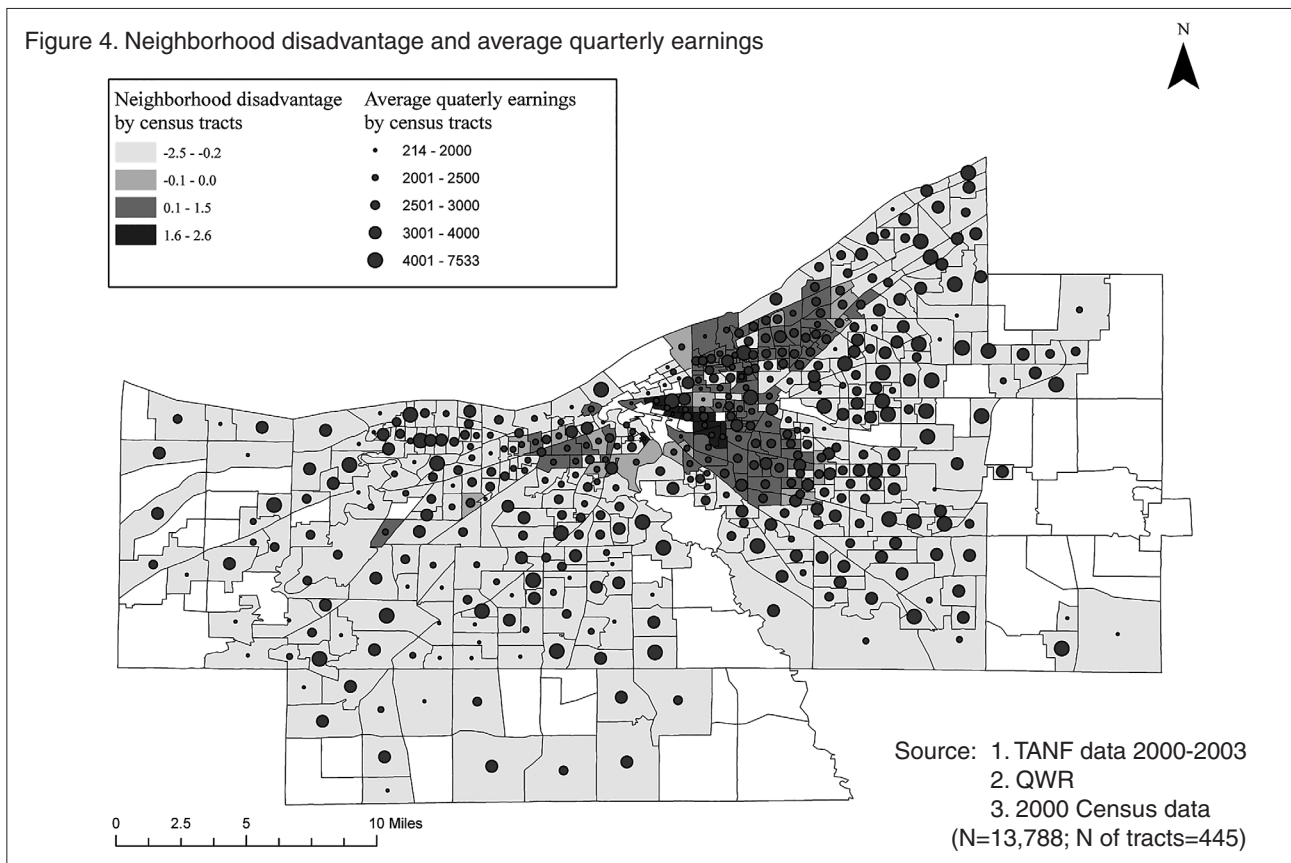 Figure 4. Neighborhood disadvantage and average quarterly earnings
N
Neighborhood disadvantage
by census tracts
-2.5 - -0.2
-0.1 - 0.0
0.1 - 1.5
1.6 - 2.6
Average quaterly earnings
by census tracts
214 - 2000
2001 - 2500
2501 - 3000
3001 - 4000
4001 - 7533
0 2.5 5 10 Miles
Source: 1. TANF data 2000-2003
2. QWR
3. 2000 Census data
(N=13,788; N of tracts=445)